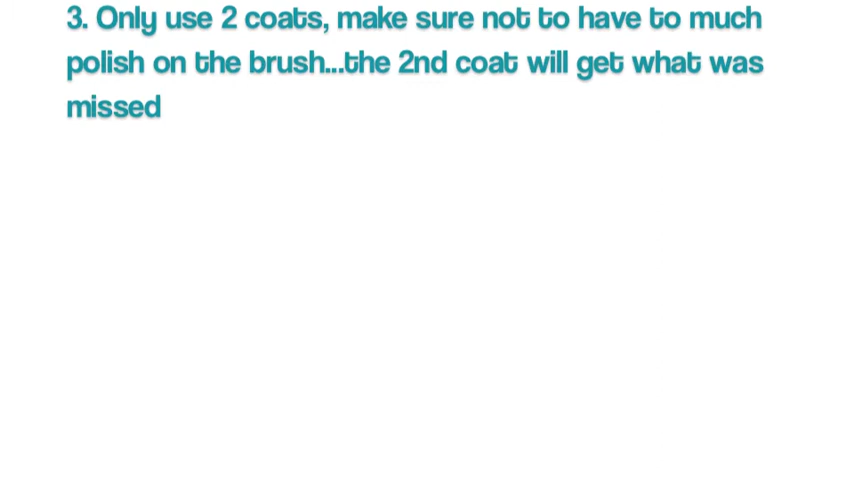 3. Only use 2 coats, make sure not to have to much
polish on the brush...the 2nd coat will get what was
missed